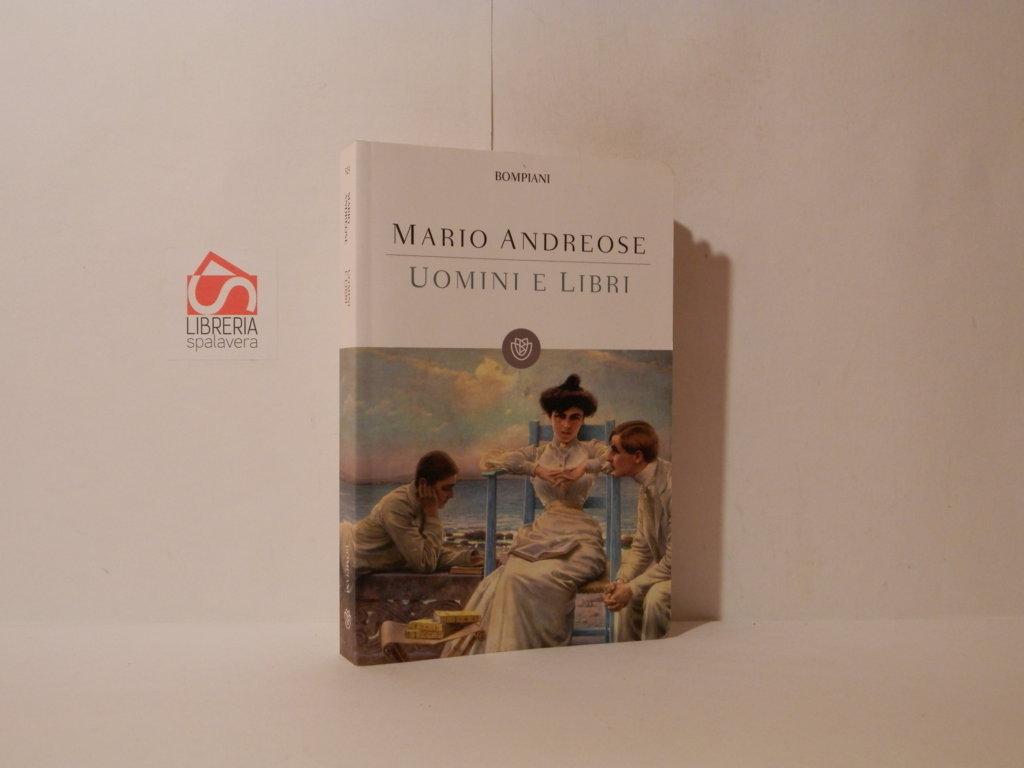 BOMPIANI
MARIO ANDREOSE
UOMINI E LIBRI
LIBRERIA
spalavera